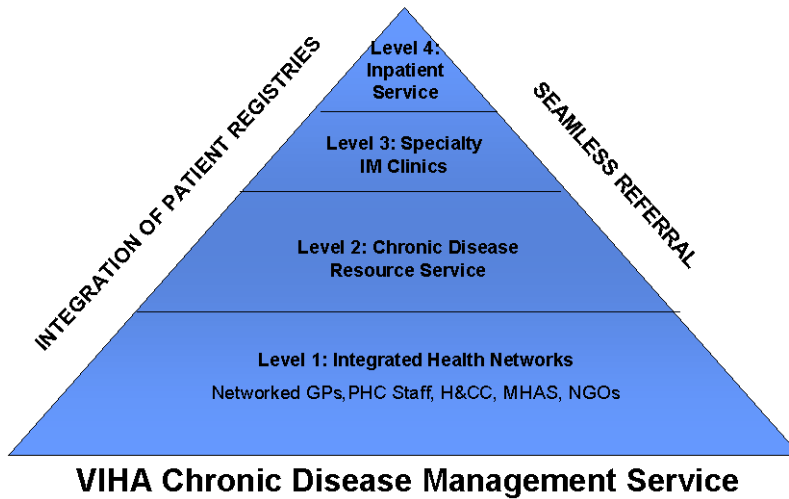 INTEGRATION OF PATIENT REGISTRIES
SEAMLESS REFERRAL
Level 4:
Inpatient
Service
Level 3: Specialty
IM Clinics
Level 2: Chronic Disease
Resource Service
Level 1: Integrated Health Networks
Networked GPs,PHC Staff, H&CC, MHAS, NGOs
VIHA Chronic Disease Management Service